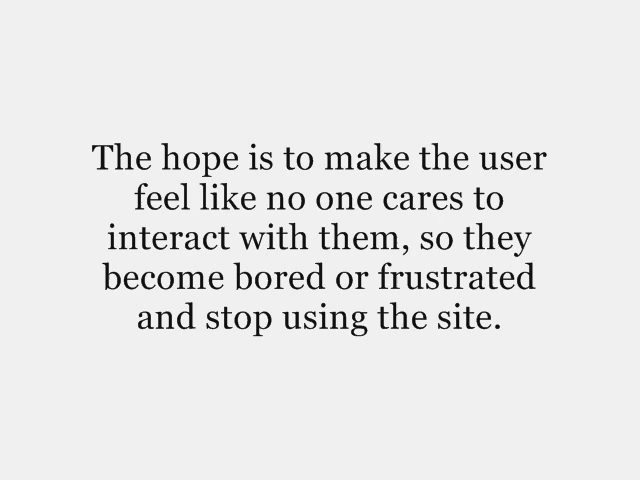 The hope is to make the user
feel like no one cares to
interact with them, so they
become bored or frustrated
and stop using the site.